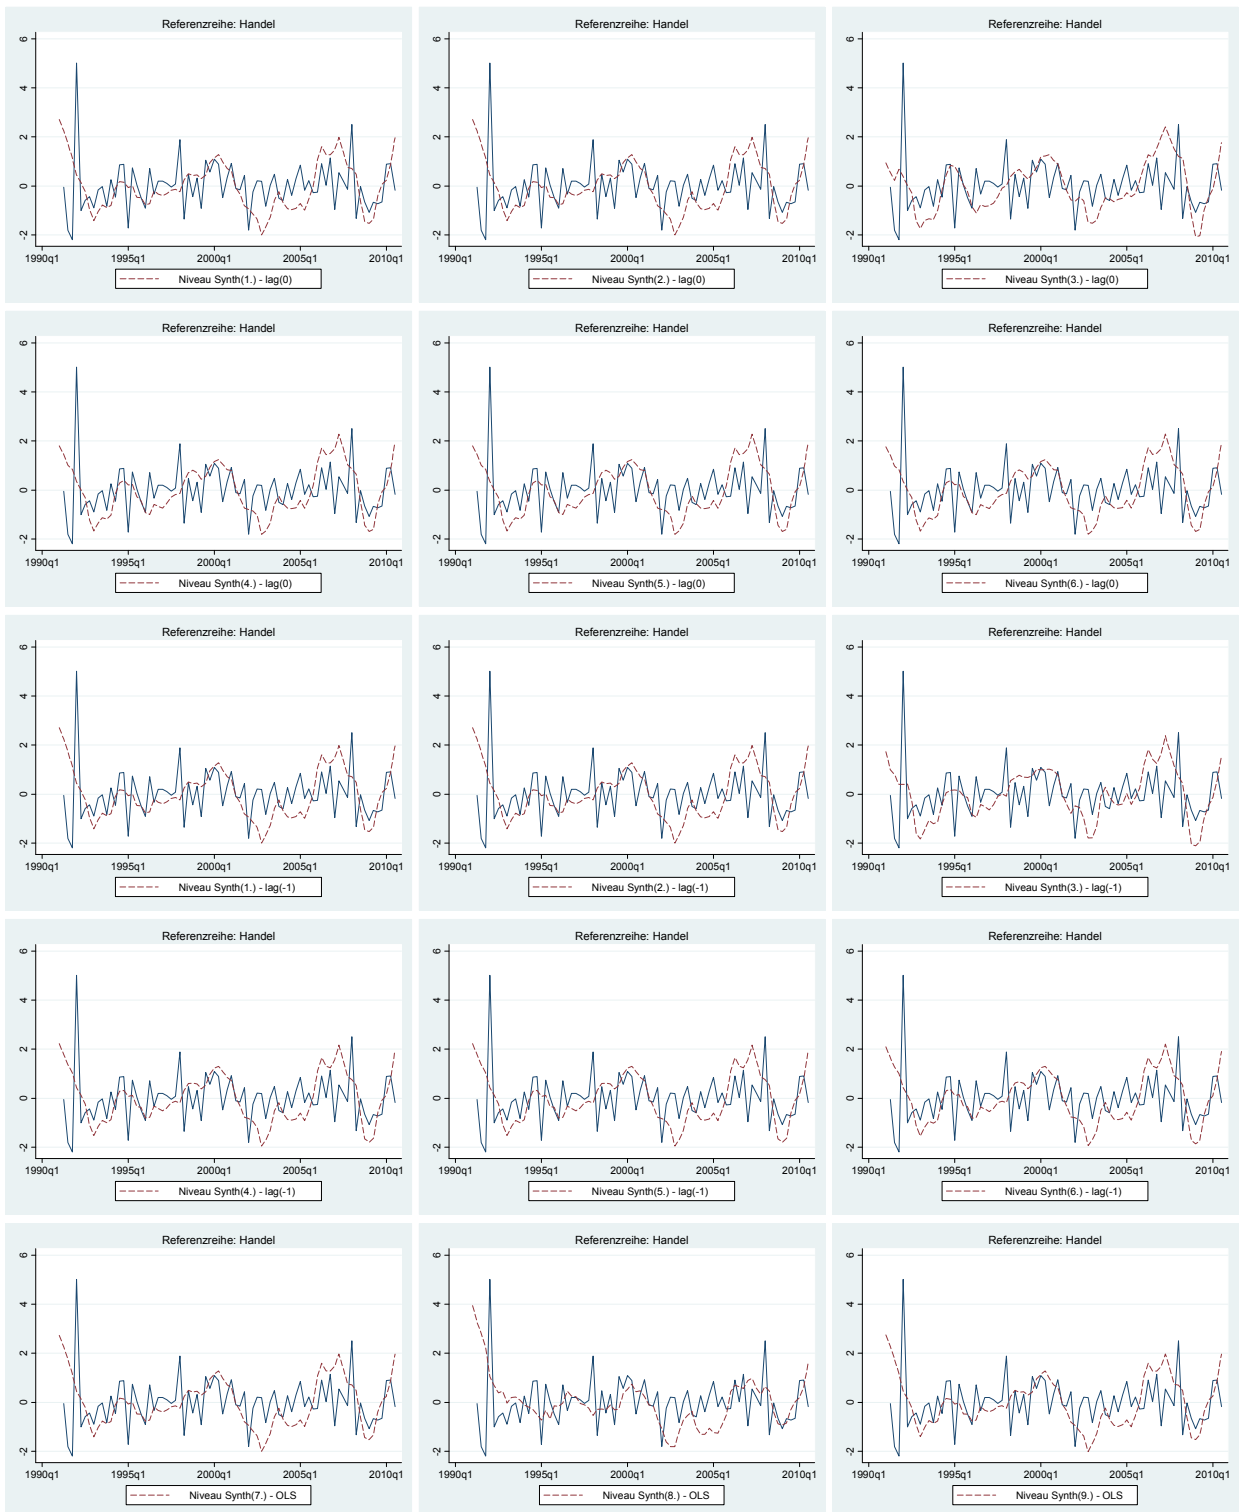 Referenzreihe: Handel
6
4
2
0
-2
1990q1 1995q1 2000q1 2005q1 2010q1
Niveau Synth(1.) - lag(0)
Referenzreihe: Handel
6
4
2
0
-2
1990q1 1995q1 2000q1 2005q1 2010q1
Niveau Synth(2.) - lag(0)
Referenzreihe: Handel
6
4
2
0
-2
1990q1 1995q1 2000q1 2005q1 2010q1
Niveau Synth(3.) - lag(0)
Referenzreihe: Handel
6
4
2
0
-2
1990q1 1995q1 2000q1 2005q1 2010q1
Niveau Synth(4.) - lag(0)
Referenzreihe: Handel
6
4
2
0
-2
1990q1 1995q1 2000q1 2005q1 2010q1
Niveau Synth(5.) - lag(0)
Referenzreihe: Handel
6
4
2
0
-2
1990q1 1995q1 2000q1 2005q1 2010q1
Niveau Synth(6.) - lag(0)
Referenzreihe: Handel
6
4
2
0
-2
1990q1 1995q1 2000q1 2005q1 2010q1
Niveau Synth(1.) - lag(-1)
Referenzreihe: Handel
6
4
2
0
-2
1990q1 1995q1 2000q1 2005q1 2010q1
Niveau Synth(2.) - lag(-1)
Referenzreihe: Handel
6
4
2
0
-2
1990q1 1995q1 2000q1 2005q1 2010q1
Niveau Synth(3.) - lag(-1)
Referenzreihe: Handel
6
4
2
0
-2
1990q1 1995q1 2000q1 2005q1 2010q1
Niveau Synth(4.) - lag(-1)
Referenzreihe: Handel
6
4
2
0
-2
1990q1 1995q1 2000q1 2005q1 2010q1
Niveau Synth(5.) - lag(-1)
Referenzreihe: Handel
6
4
2
0
-2
1990q1 1995q1 2000q1 2005q1 2010q1
Niveau Synth(6.) - lag(-1)
Referenzreihe: Handel
6
4
2
0
-2
1990q1 1995q1 2000q1 2005q1 2010q1
Niveau Synth(7.) - OLS
Referenzreihe: Handel
6
4
2
0
-2
1990q1 1995q1 2000q1 2005q1 2010q1
Niveau Synth(8.) - OLS
Referenzreihe: Handel
6
4
2
0
-2
1990q1 1995q1 2000q1 2005q1 2010q1
Niveau Synth(9.) - OLS